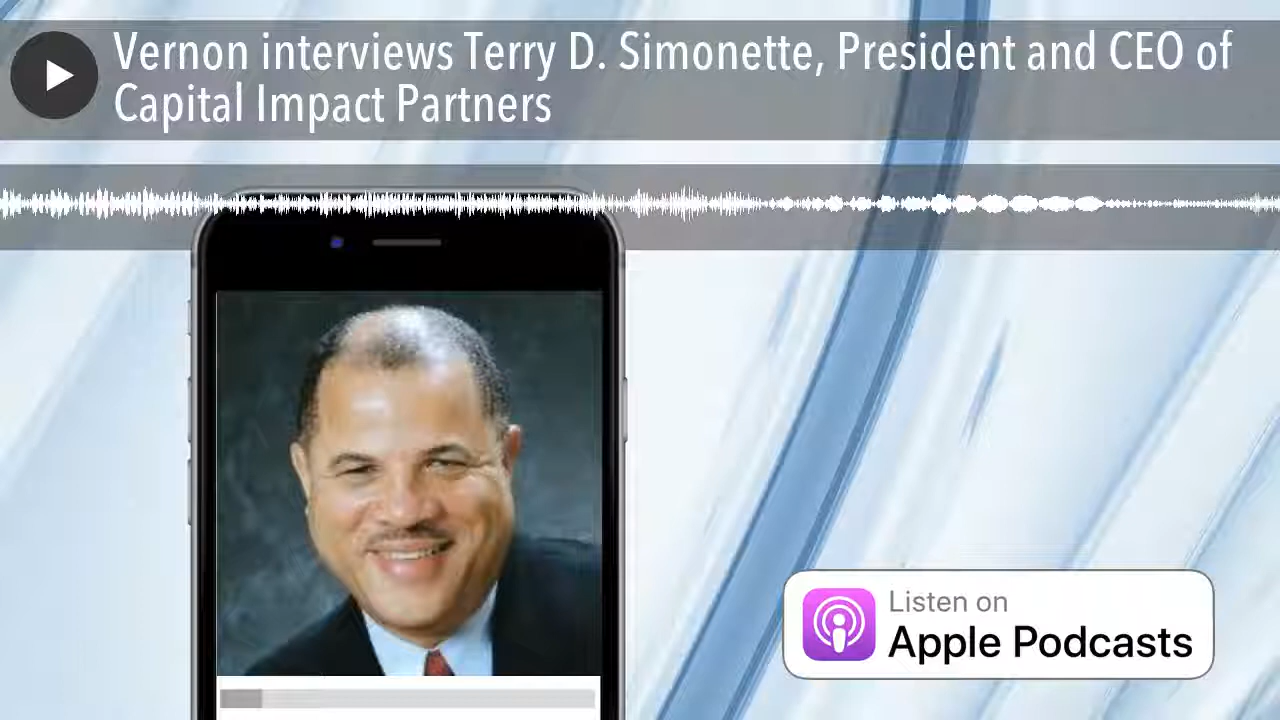 Vernon interviews Terry D. Simonette, President and CEO of
Capital Impact Partners
Listen on
Apple Podcasts